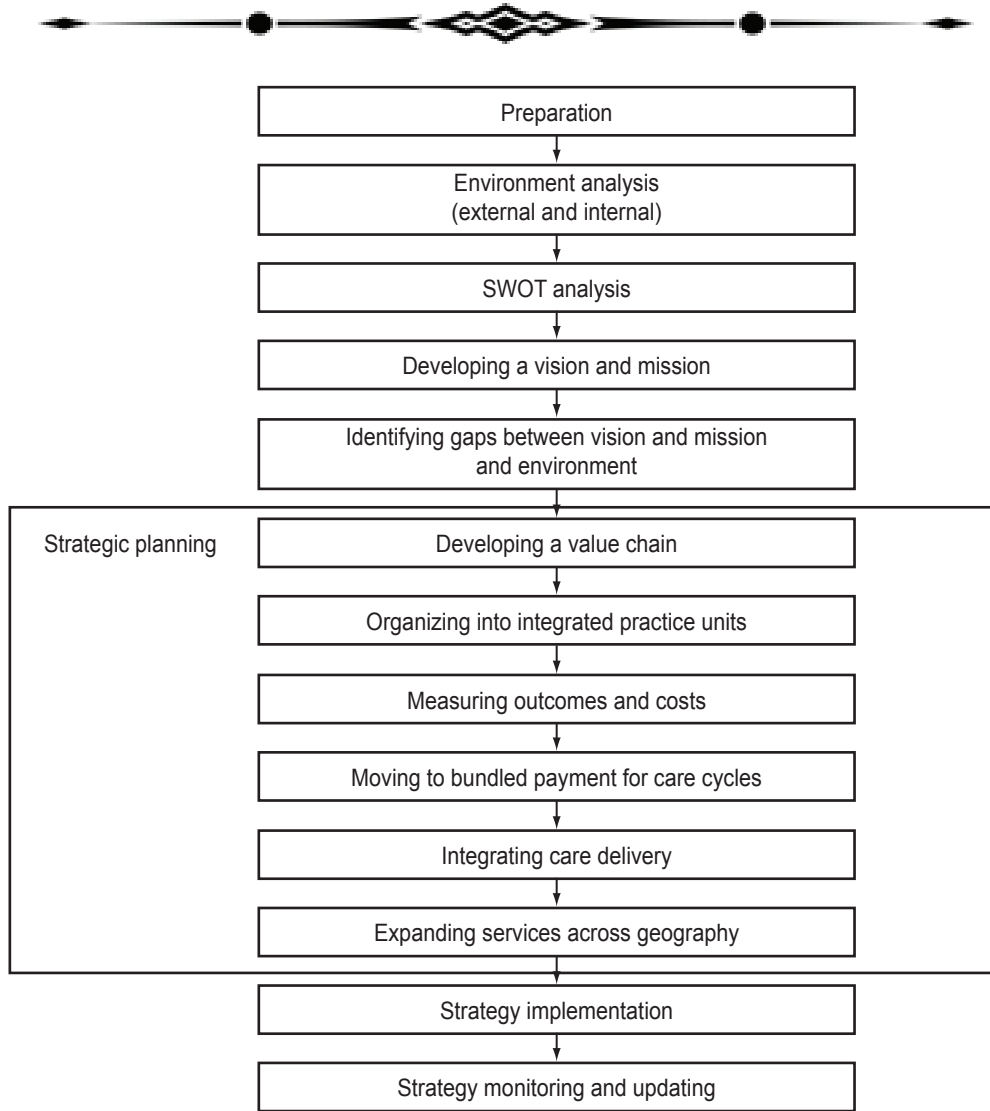 Preparation
Environment analysis
(external and internal)
SWOT analysis
Developing a vision and mission
Identifying gaps between vision and mission
and environment
Strategic planning
Developing a value chain
Organizing into integrated practice units
Measuring outcomes and costs
Moving to bundled payment for care cycles
Integrating care delivery
Expanding services across geography
Strategy implementation
Strategy monitoring and updating